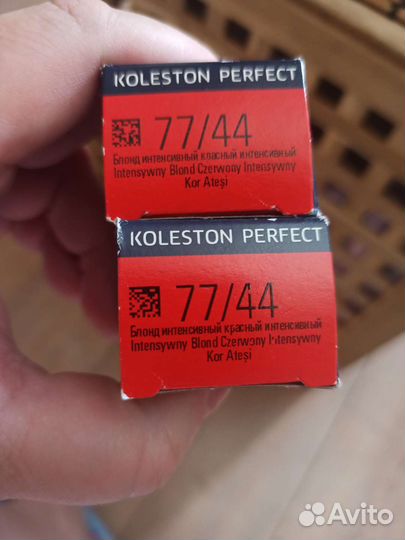 KOLESTON PERFECT
77/44
Блонд интенсивный красный интенсивный
Intensywny Blond Czerwony Intensywny
Kor Ateşi
KOLESTON PERFECT
77/44
Блонд интенсивный красный интенсивный
Intensywny Blond Czerwony Intensywny
Kor Ateşi
Avito